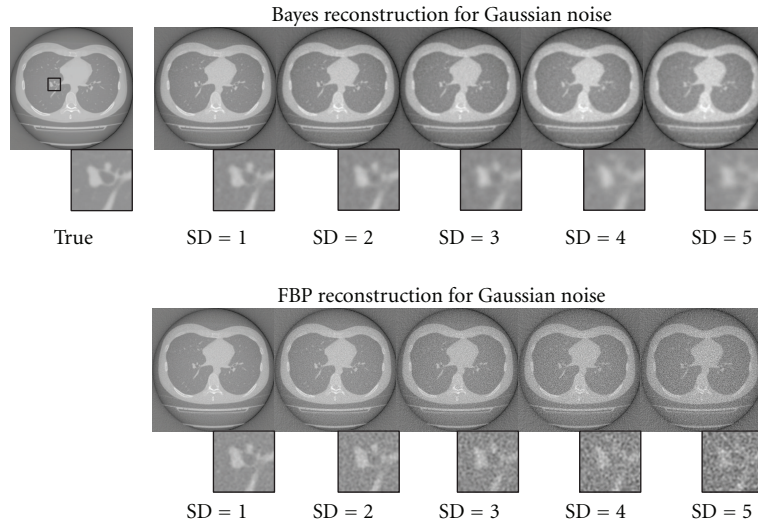 Bayes reconstruction for Gaussian noise
True SD = 1 SD = 2 SD = 3 SD = 4 SD = 5
FBP reconstruction for Gaussian noise
SD = 1 SD = 2 SD = 3 SD = 4 SD = 5